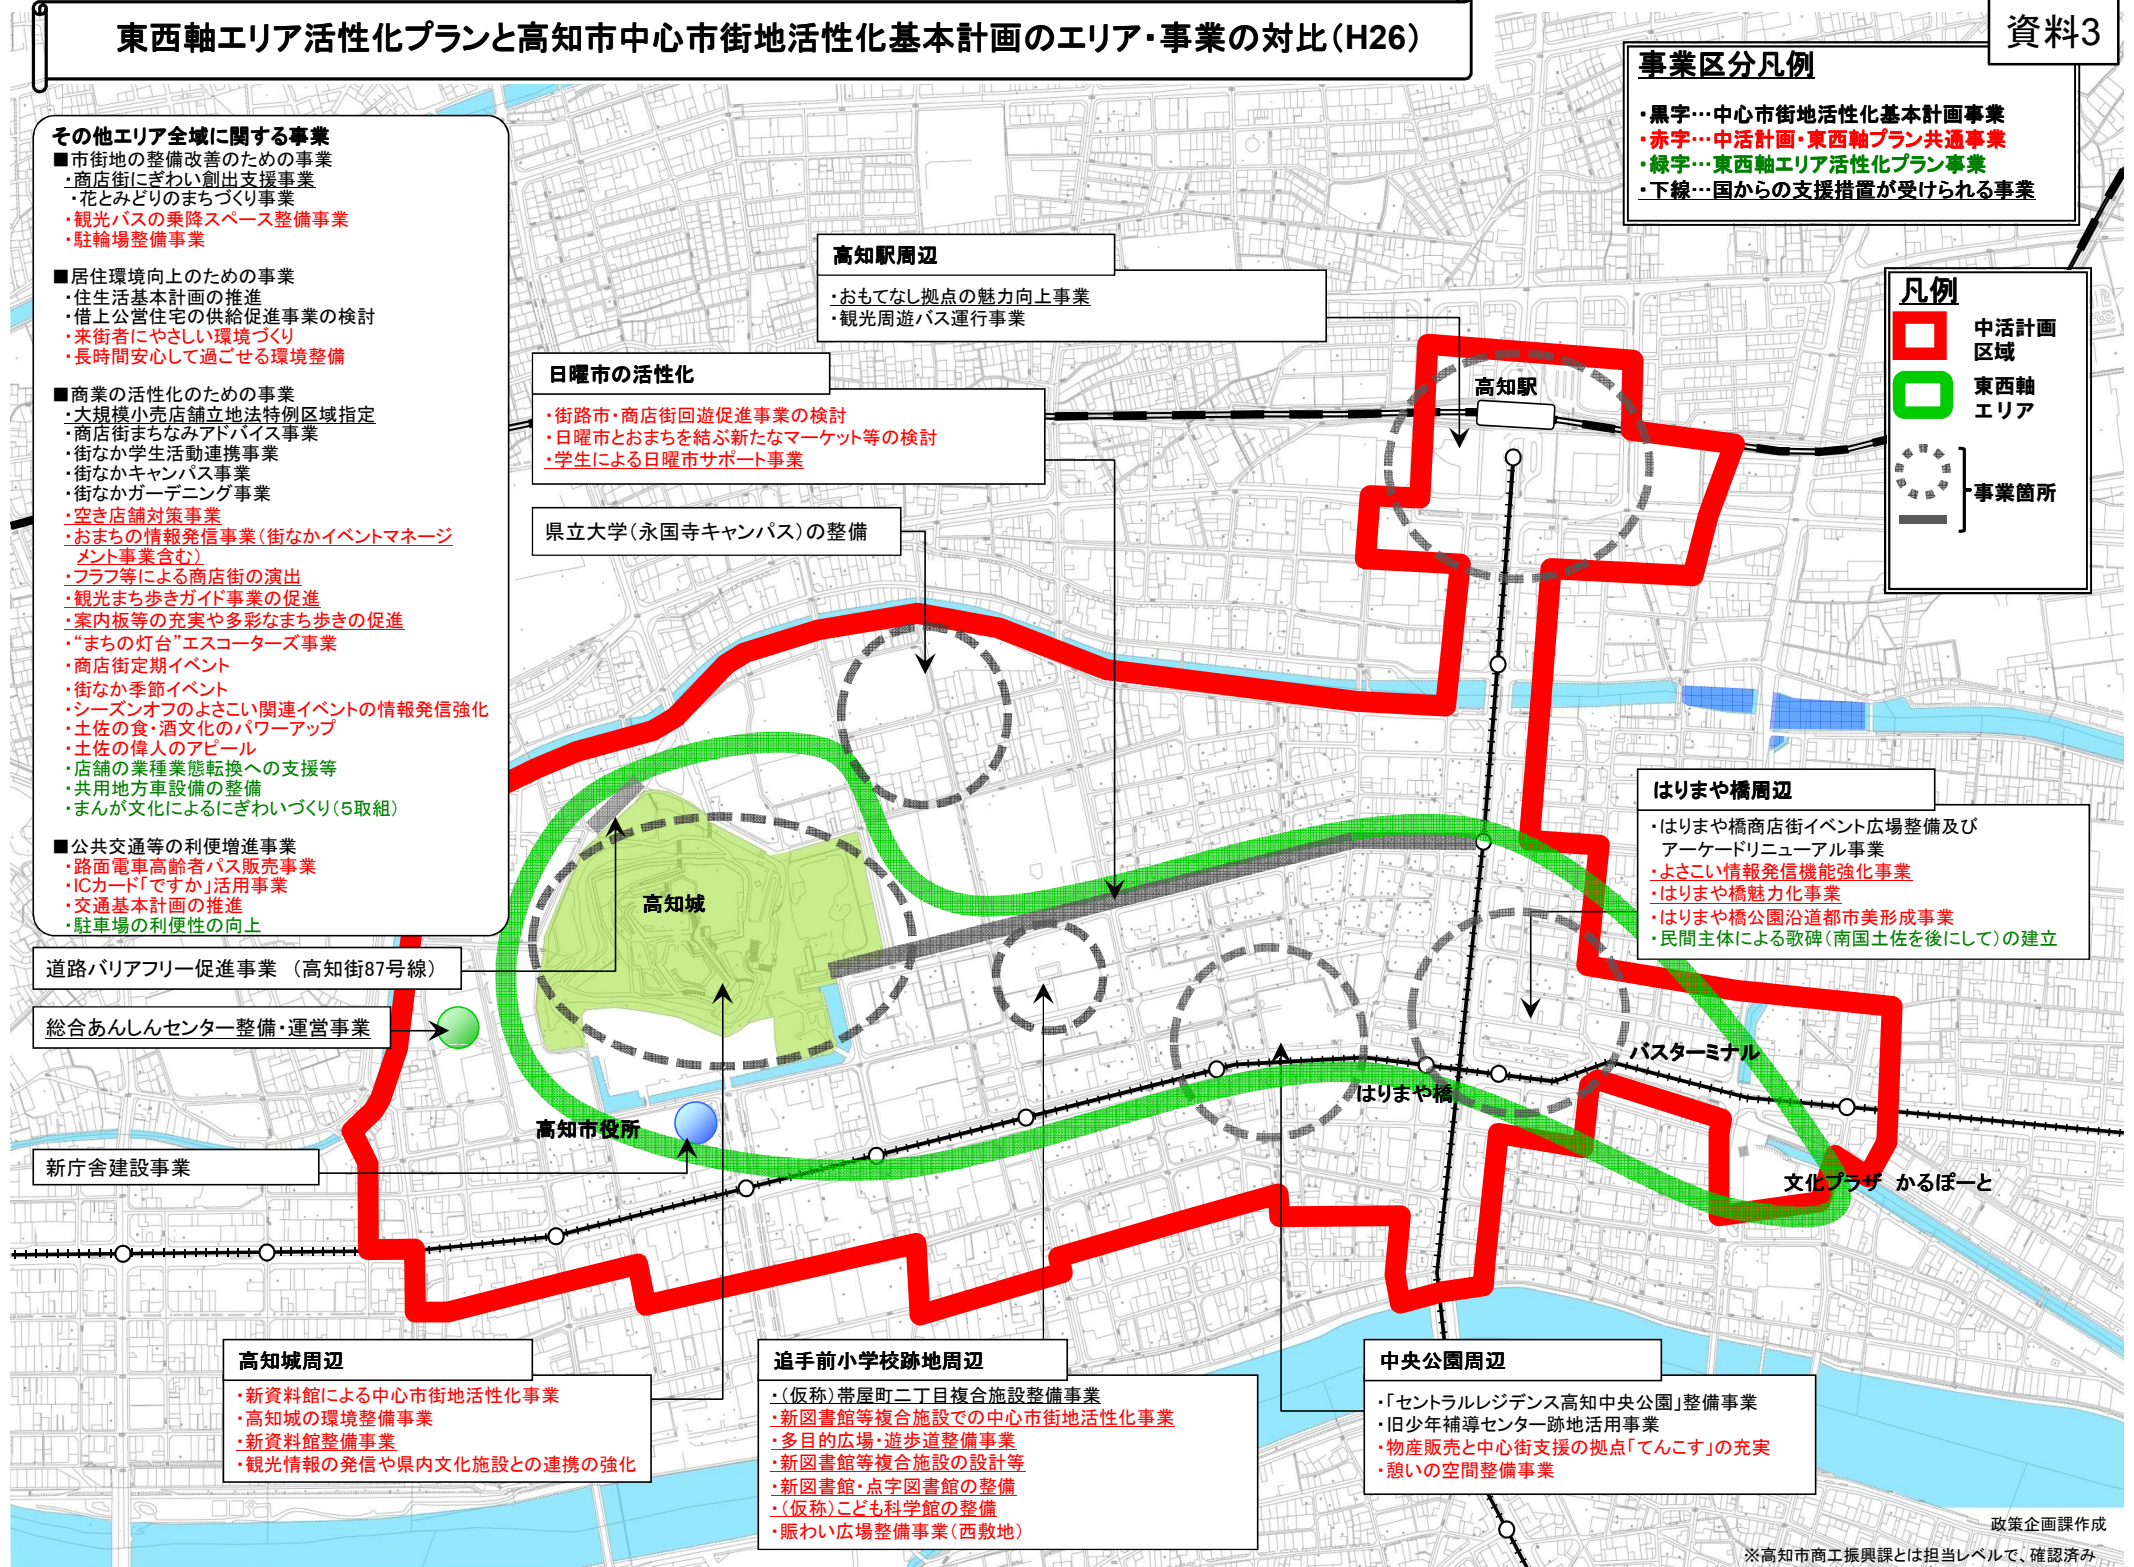 東西軸エリア活性化プランと高知市中心市街地活性化基本計画のエリア・事業の対比(H26)
資料3
事業区分凡例
・黒字…中心市街地活性化基本計画事業
・赤字…中活計画・東西軸プラン共通事業
・緑字…東西軸エリア活性化プラン事業
・下線…国からの支援措置が受けられる事業
凡例
中活計画
区域
東西軸
エリア
事業箇所
その他エリア全域に関する事業
■市街地の整備改善のための事業
・商店街にぎわい創出支援事業
・花とみどりのまちづくり事業
・観光バスの乗降スペース整備事業
・駐輪場整備事業
■居住環境向上のための事業
・住生活基本計画の推進
・借上公営住宅の供給促進事業の検討
・来街者にやさしい環境づくり
・長時間安心して過ごせる環境整備
■商業の活性化のための事業
・大規模小売店舗立地法特例区域指定
・商店街まちなみアドバイス事業
・街なか学生活動連携事業
・街なかキャンパス事業
・街なかガーデニング事業
・空き店舗対策事業
・おまちの情報発信事業(街なかイベントマネージ
メント事業含む)
・フラフ等による商店街の演出
・観光まち歩きガイド事業の促進
・案内板等の充実や多彩なまち歩きの促進
・“まちの灯台”エスコーターズ事業
・商店街定期イベント
・街なか季節イベント
・シーズンオフのよさこい関連イベントの情報発信強化
・土佐の食・酒文化のパワーアップ
・土佐の偉人のアピール
・店舗の業種業態転換への支援等
・共用地方車設備の整備
・まんが文化によるにぎわいづくり(5取組)
■公共交通等の利便増進事業
・路面電車高齢者パス販売事業
・ICカード「ですか」活用事業
・交通基本計画の推進
・駐車場の利便性の向上
高知駅周辺
・おもてなし拠点の魅力向上事業
・観光周遊バス運行事業
日曜市の活性化
・街路市・商店街回遊促進事業の検討
・日曜市とおまちを結ぶ新たなマーケット等の検討
・学生による日曜市サポート事業
県立大学(永国寺キャンパス)の整備
高知駅
はりまや橋周辺
・はりまや橋商店街イベント広場整備及び
アーケードリニューアル事業
・よさこい情報発信機能強化事業
・はりまや橋魅力化事業
・はりまや橋公園沿道都市美形成事業
・民間主体による歌碑(南国土佐を後にして)の建立
高知城
道路バリアフリー促進事業 (高知街87号線)
総合あんしんセンター整備・運営事業
新庁舎建設事業
高知市役所
はりまや橋
バスターミナル
文化プラザ かるぽーと
高知城周辺
・新資料館による中心市街地活性化事業
・高知城の環境整備事業
・新資料館整備事業
・観光情報の発信や県内文化施設との連携の強化
追手前小学校跡地周辺
・(仮称)帯屋町二丁目複合施設整備事業
・新図書館等複合施設での中心市街地活性化事業
・多目的広場・遊歩道整備事業
・新図書館等複合施設の設計等
・新図書館・点字図書館の整備
・(仮称)こども科学館の整備
・賑わい広場整備事業(西敷地)
中央公園周辺
・「セントラルレジデンス高知中央公園」整備事業
・旧少年補導センター跡地活用事業
・物産販売と中心街支援の拠点「てんこす」の充実
・憩いの空間整備事業
政策企画課作成
※高知市商工振興課とは担当レベルで、確認済み